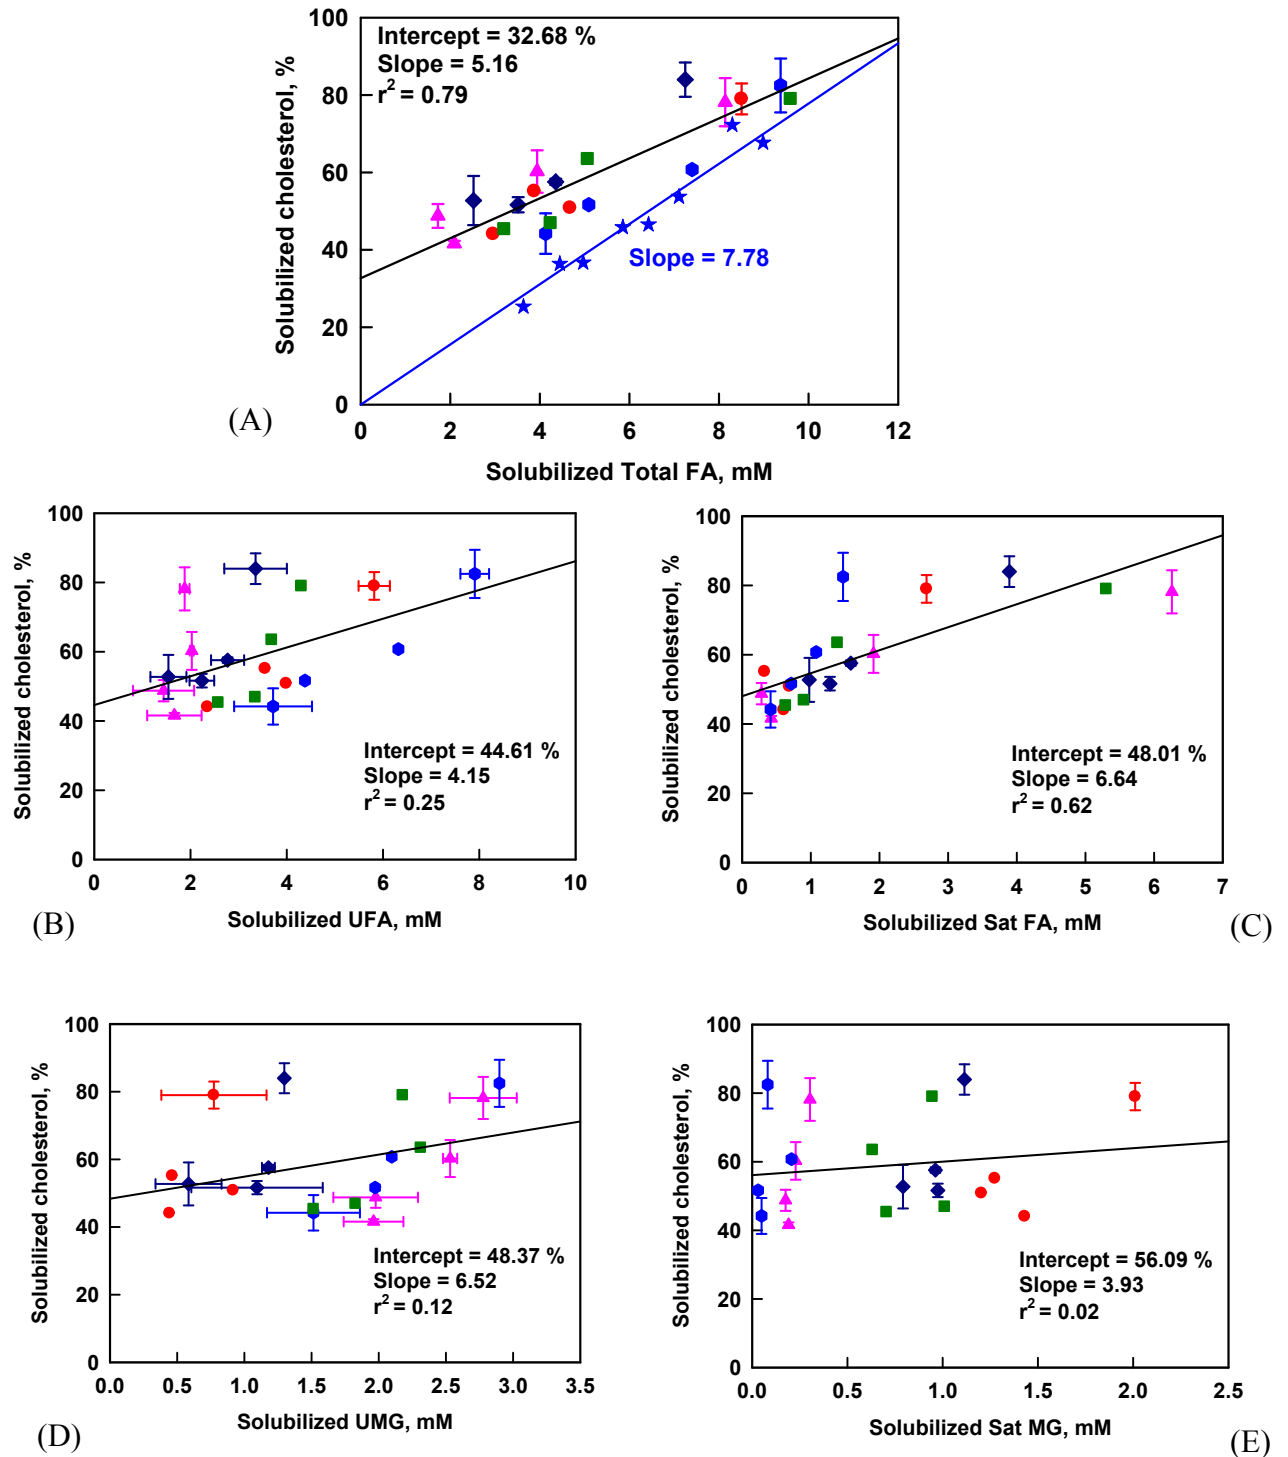 100
80
60
40
20
0
Solubilized cholesterol, %
Intercept = 32.68 %
Slope = 5.16
r² = 0.79
Slope = 7.78
0 2 4 6 8 10 12
Solubilized Total FA, mM
(A)
100
80
60
40
20
0
Solubilized cholesterol, %
Intercept = 44.61 %
Slope = 4.15
r² = 0.25
0 2 4 6 8 10
Solubilized UFA, mM
(B)
100
80
60
40
20
0
Solubilized cholesterol, %
Intercept = 48.01 %
Slope = 6.64
r² = 0.62
0 1 2 3 4 5 6 7
Solubilized Sat FA, mM
(C)
100
80
60
40
20
0
Solubilized cholesterol, %
Intercept = 48.37 %
Slope = 6.52
r² = 0.12
0.0 0.5 1.0 1.5 2.0 2.5 3.0 3.5
Solubilized UMG, mM
(D)
100
80
60
40
20
0
Solubilized cholesterol, %
Intercept = 56.09 %
Slope = 3.93
r² = 0.02
0.0 0.5 1.0 1.5 2.0 2.5
Solubilized Sat MG, mM
(E)